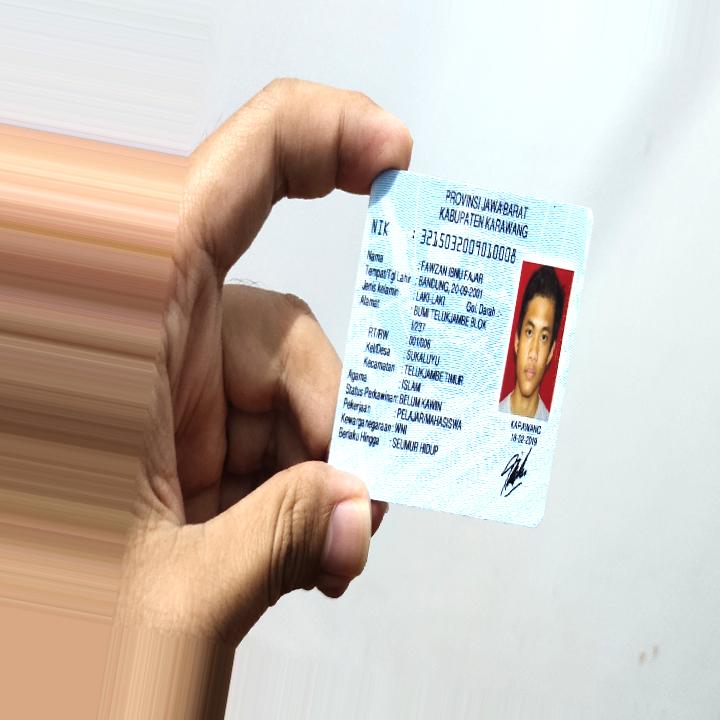 PROVINSI JAWA BARAT
KABUPATEN KARAWANG
NIK : 3215032009010008
Nama : FAWZAN IBNU FAJAR
Tempat/Tgl Lahir : BANDUNG, 20-09-2001
Jenis kelamin : LAKI-LAKI Gol. Darah :-
Alamat : BUMI TELUKJAMBE BLOK
RT/RW : 001/006
Kel/Desa : SUKALUYU
Kecamatan : TELUKJAMBE TIMUR
Agama : ISLAM
Status Perkawinan: BELUM KAWIN
Pekerjaan : PELAJAR/MAHASISWA
Kewarganegaraan: WNI
Berlaku Hingga : SEUMUR HIDUP
KARAWANG
18-02-2019